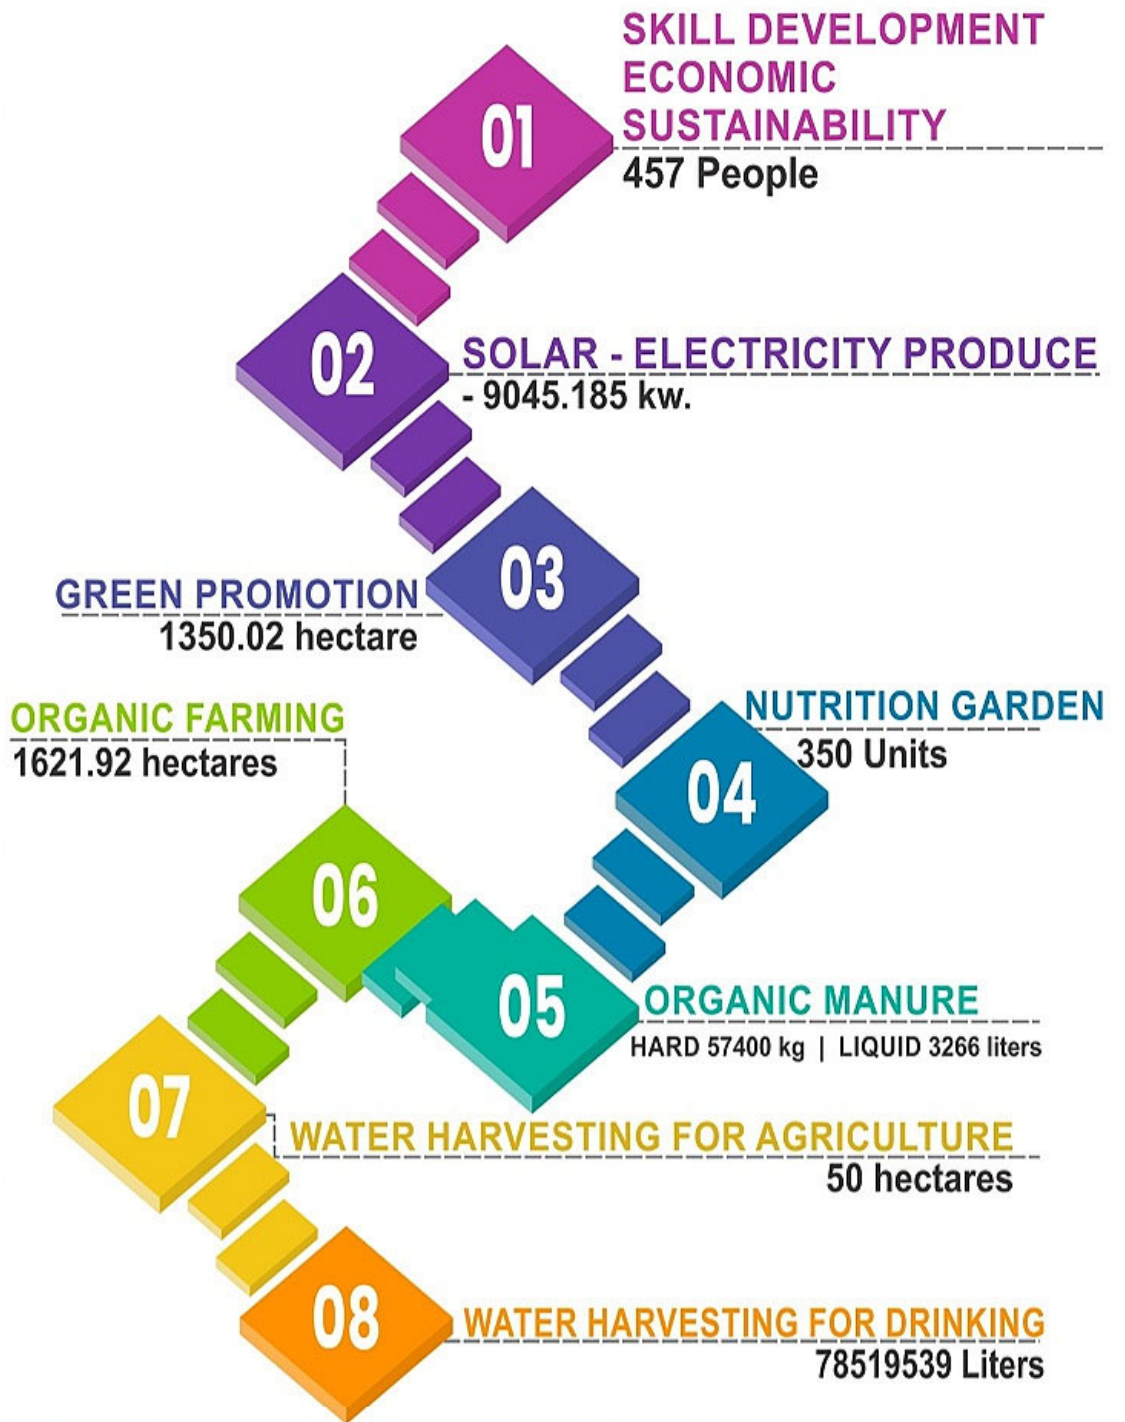 01
SKILL DEVELOPMENT
ECONOMIC
SUSTAINABILITY
457 People
02
SOLAR - ELECTRICITY PRODUCE
- 9045.185 kw.
03
GREEN PROMOTION
1350.02 hectare
04
NUTRITION GARDEN
350 Units
05
ORGANIC MANURE
HARD 57400 kg | LIQUID 3266 liters
06
ORGANIC FARMING
1621.92 hectares
07
WATER HARVESTING FOR AGRICULTURE
50 hectares
08
WATER HARVESTING FOR DRINKING
78519539 Liters